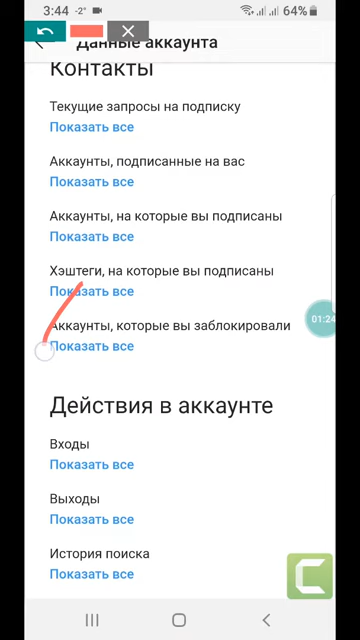 3:44 -2° 64%
Данные аккаунта
Контакты
Текущие запросы на подписку
Показать все
Аккаунты, подписанные на вас
Показать все
Аккаунты, на которые вы подписаны
Показать все
Хэштеги, на которые вы подписаны
Показать все
01:24
Аккаунты, которые вы заблокировали
Показать все
Действия в аккаунте
Входы
Показать все
Выходы
Показать все
История поиска
Показать все